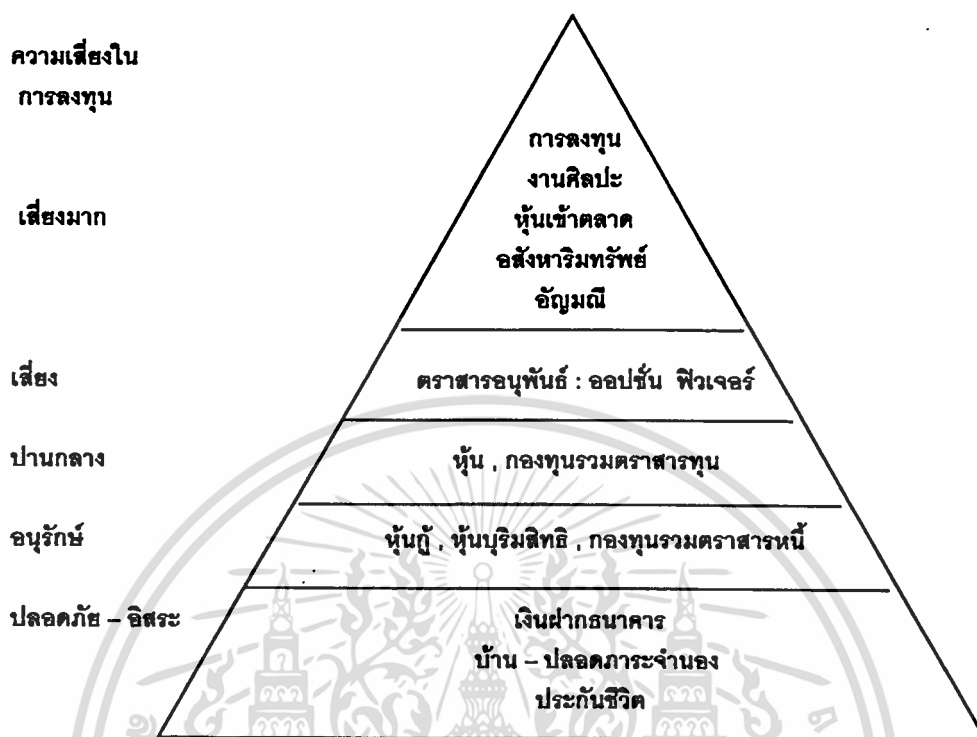 ความเสี่ยงใน
การลงทุน
การลงทุน
งานศิลปะ
เสี่ยงมาก
หุ้นเข้าตลาด
อสังหาริมทรัพย์
อัญมณี
เสี่ยง
ตราสารอนุพันธ์ : ออปชั่น ฟิวเจอร์
ปานกลาง
หุ้น , กองทุนรวมตราสารทุน
อนุรักษ์
หุ้นกู้ , หุ้นบุริมสิทธิ , กองทุนรวมตราสารหนี้
ปลอดภัย – อิสระ
เงินฝากธนาคาร
บ้าน – ปลอดภาระจำนอง
ประกันชีวิต